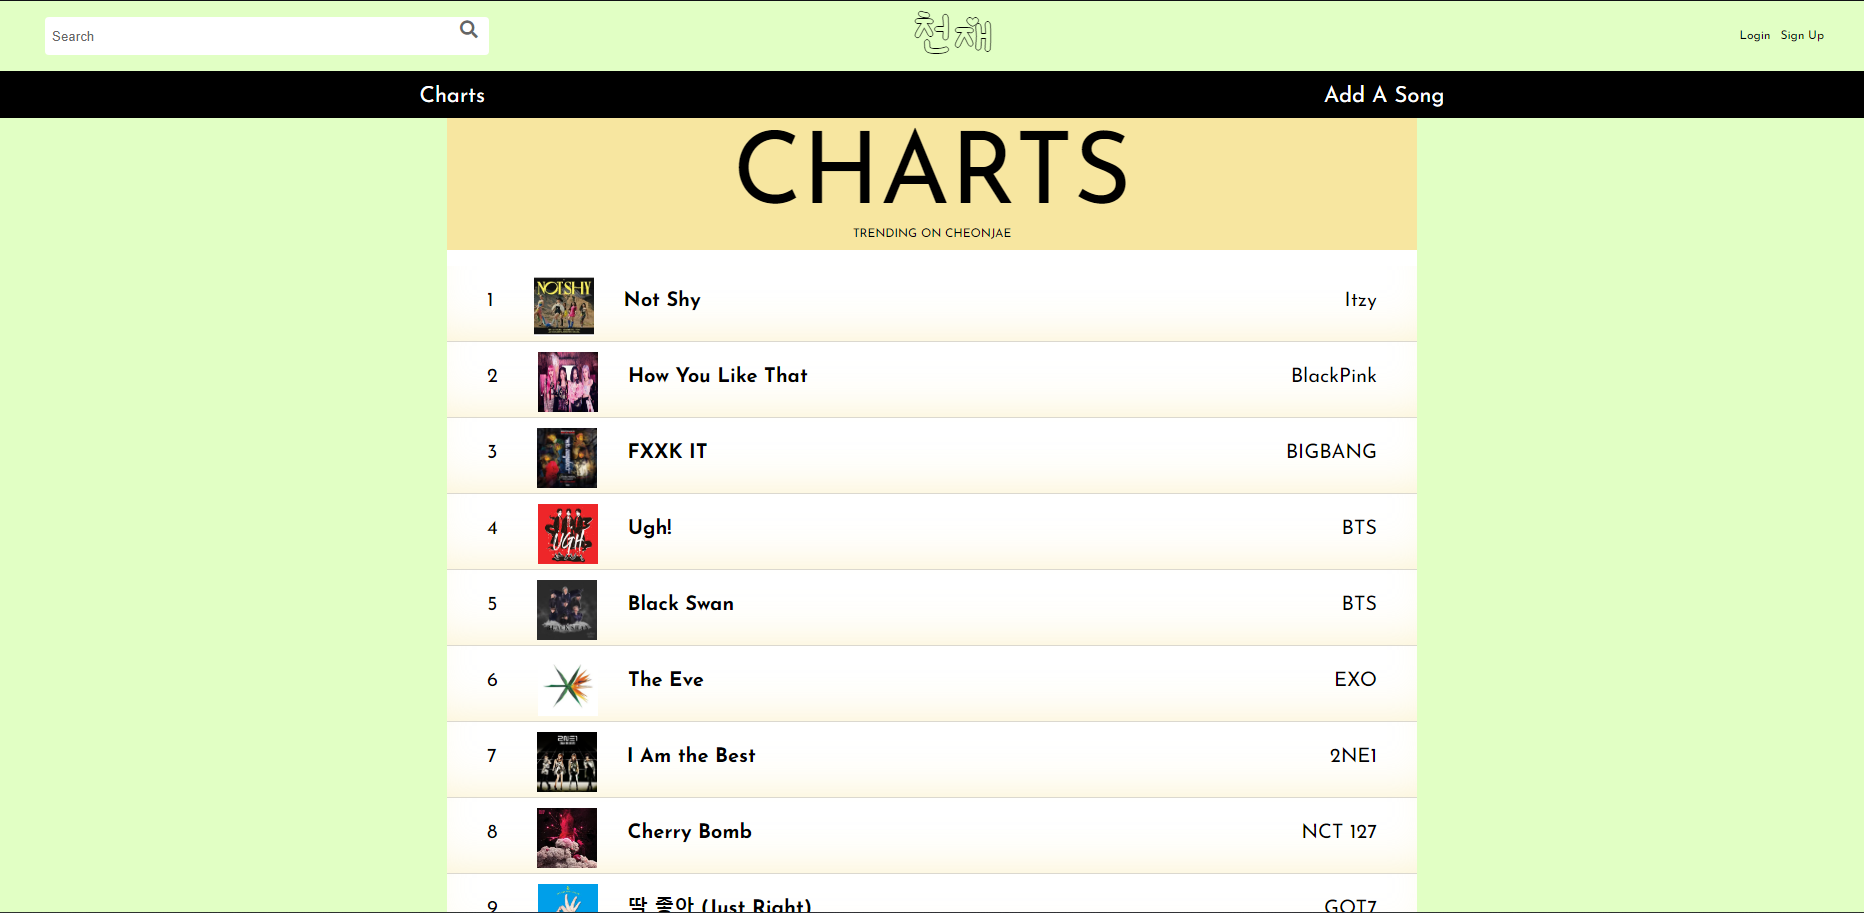 Search
천재
Login Sign Up
Charts Add A Song
CHARTS
TRENDING ON CHEONJAE
1 NOT SHY Not Shy Itzy
2 How You Like That BlackPink
3 FXXK IT BIGBANG
4 UGH! Ugh! BTS
5 Black Swan BTS
6 The Eve EXO
7 2NE1 I Am the Best 2NE1
8 Cherry Bomb NCT 127
9 딱 좋아 (Just Right) GOT7